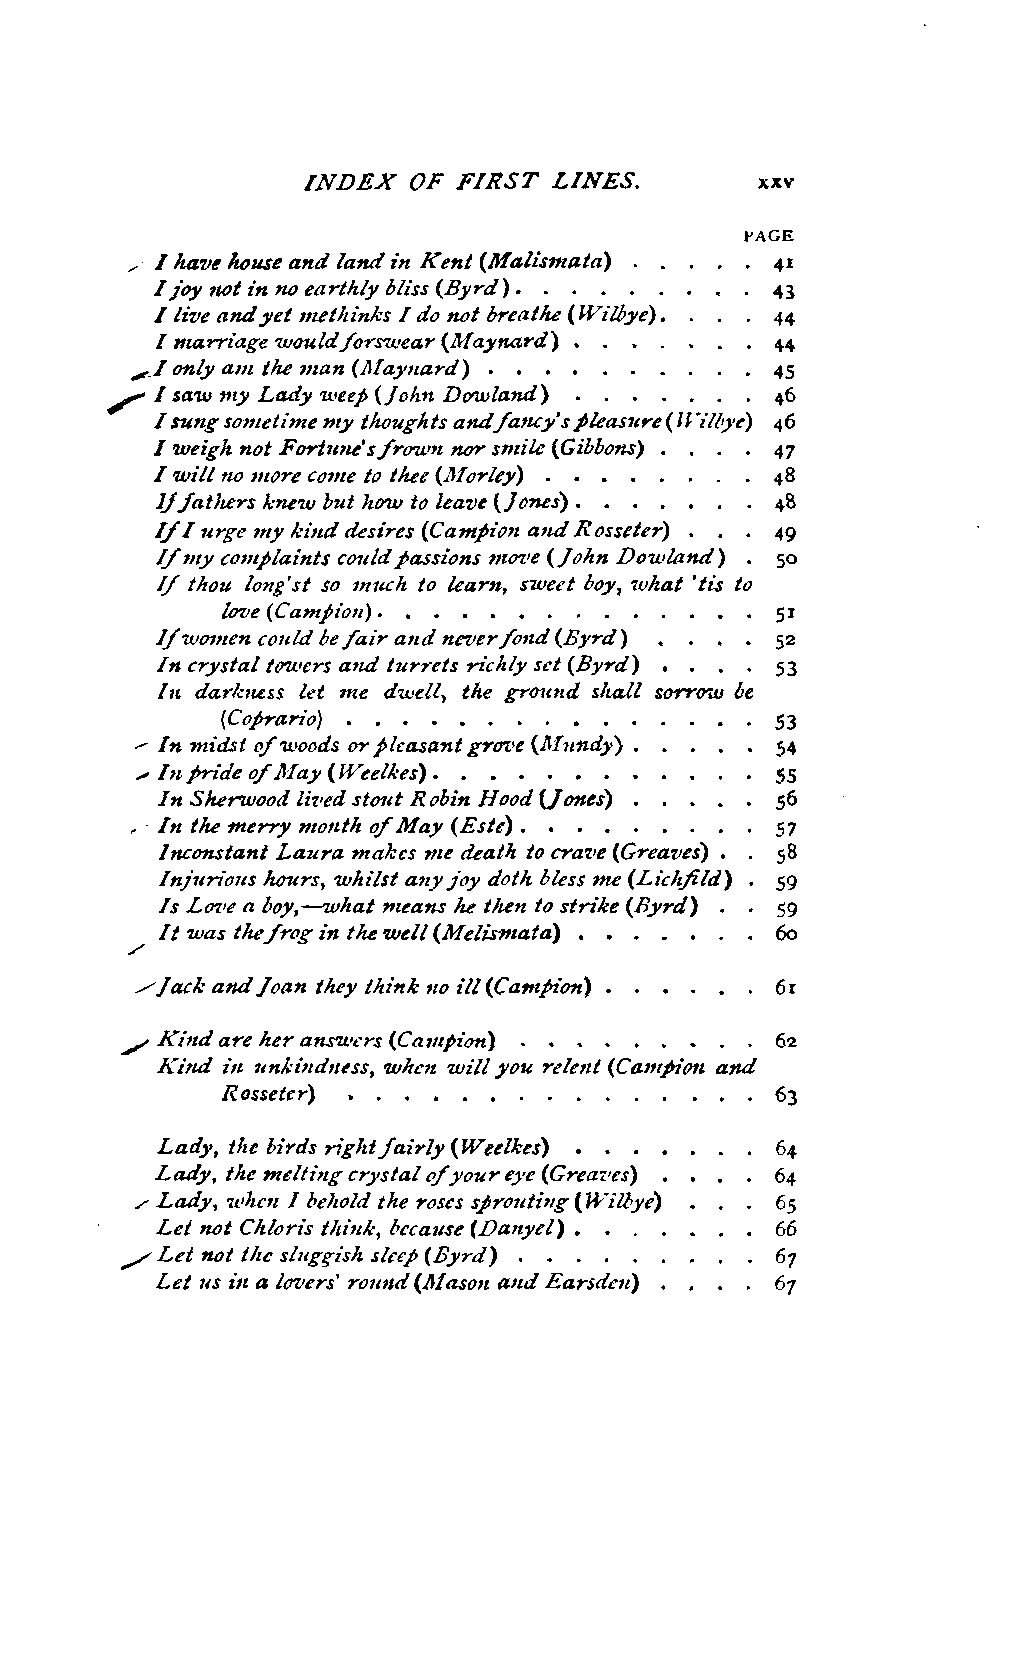 INDEX OF FIRST LINES. xxv
PAGE
I have house and land in Kent (Malismata) . . . . . 41
I joy not in no earthly bliss (Byrd) . . . . . . . . . 43
I live and yet methinks I do not breathe (Wilbye) . . . . 44
I marriage would forswear (Maynard) . . . . . . . 44
I only am the man (Maynard) . . . . . . . . . . 45
I saw my Lady weep (John Dowland) . . . . . . . 46
I sung sometime my thoughts and fancy's pleasure (Wilbye) 46
I weigh not Fortune's frown nor smile (Gibbons) . . . . 47
I will no more come to thee (Morley) . . . . . . . . 48
If fathers knew but how to leave (Jones) . . . . . . . 48
If I urge my kind desires (Campion and Rosseter) . . . 49
If my complaints could passions move (John Dowland) . 50
If thou long'st so much to learn, sweet boy, what 'tis to
love (Campion) . . . . . . . . . . . . . . 51
If women could be fair and never fond (Byrd) . . . . 52
In crystal towers and turrets richly set (Byrd) . . . . 53
In darkness let me dwell, the ground shall sorrow be
(Coprario) . . . . . . . . . . . . . . . 53
In midst of woods or pleasant grove (Mundy) . . . . . 54
In pride of May (Weelkes) . . . . . . . . . . . . 55
In Sherwood lived stout Robin Hood (Jones) . . . . . 56
In the merry month of May (Este) . . . . . . . . . 57
Inconstant Laura makes me death to crave (Greaves) . . 58
Injurious hours, whilst any joy doth bless me (Lichfild) . 59
Is Love a boy,—what means he then to strike (Byrd) . . 59
It was the frog in the well (Melismata) . . . . . . . 60
Jack and Joan they think no ill (Campion) . . . . . . 61
Kind are her answers (Campion) . . . . . . . . . 62
Kind in unkindness, when will you relent (Campion and
Rosseter) . . . . . . . . . . . . . . . 63
Lady, the birds right fairly (Weelkes) . . . . . . . 64
Lady, the melting crystal of your eye (Greaves) . . . . 64
Lady, when I behold the roses sprouting (Wilbye) . . . 65
Let not Chloris think, because (Danyel) . . . . . . . 66
Let not the sluggish sleep (Byrd) . . . . . . . . . 67
Let us in a lovers' round (Mason and Earsden) . . . . 67